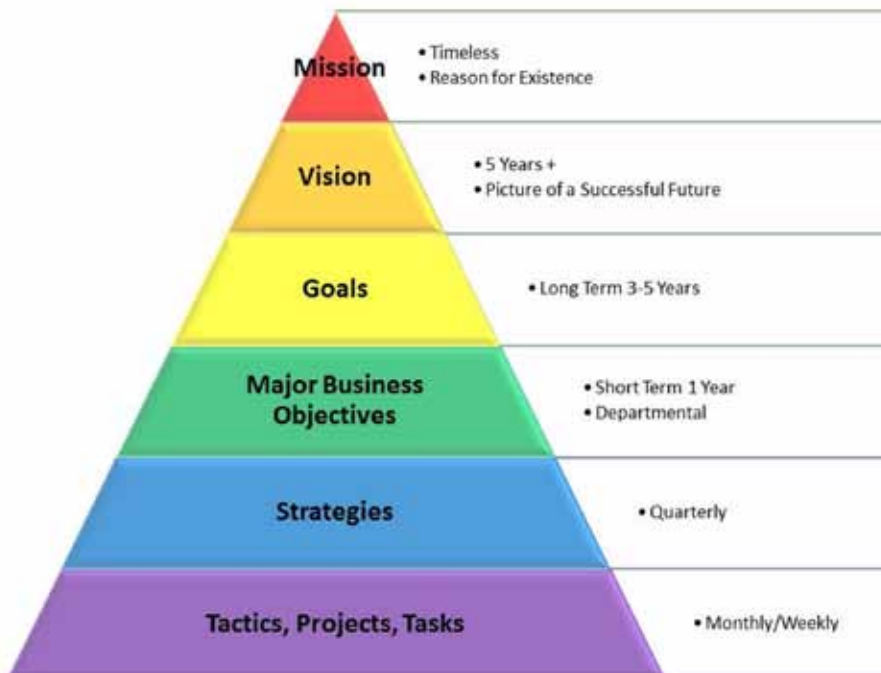 Mission
• Timeless
• Reason for Existence
Vision
• 5 Years +
• Picture of a Successful Future
Goals
• Long Term 3-5 Years
Major Business
Objectives
• Short Term 1 Year
• Departmental
Strategies
• Quarterly
Tactics, Projects, Tasks
• Monthly/Weekly